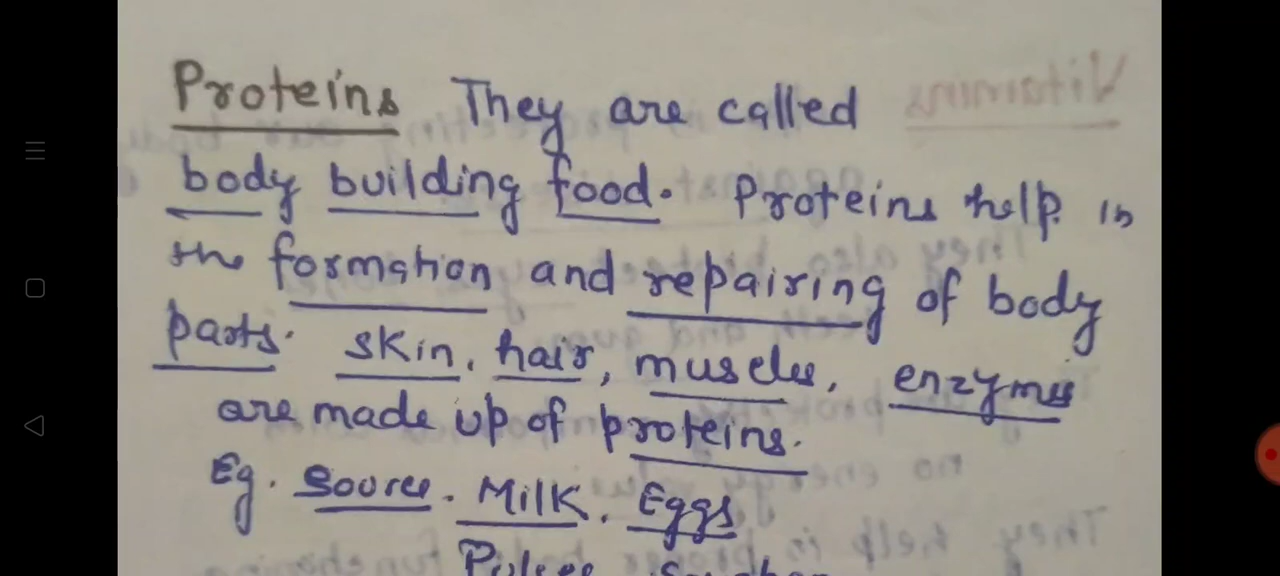 Proteins They are called
body building food. Proteins help in
the formation and repairing of body
parts. Skin, hair, muscles, enzymes
are made up of proteins.
Eg. Source. Milk, Eggs
Pulses